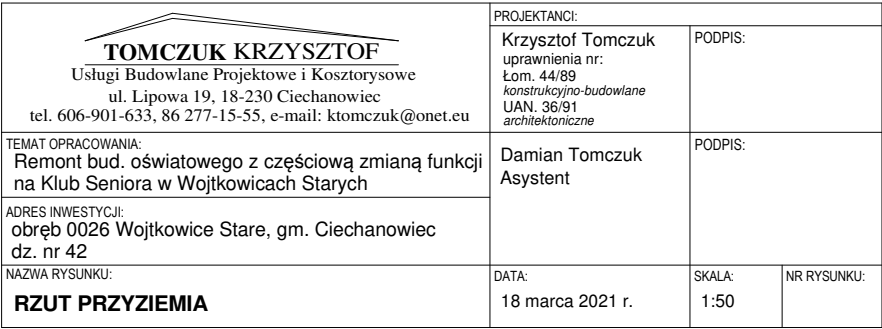 TOMCZUK KRZYSZTOF
Usługi Budowlane Projektowe i Kosztorysowe
ul. Lipowa 19, 18-230 Ciechanowiec
tel. 606-901-633, 86 277-15-55, e-mail: ktomczuk@onet.eu
PROJEKTANCI:
Krzysztof Tomczuk
uprawnienia nr:
Łom. 44/89
konstrukcyjno-budowlane
UAN. 36/91
architektoniczne
PODPIS:
TEMAT OPRACOWANIA:
Remont bud. oświatowego z częściową zmianą funkcji
na Klub Seniora w Wojtkowicach Starych
Damian Tomczuk
Asystent
PODPIS:
ADRES INWESTYCJI:
obręb 0026 Wojtkowice Stare, gm. Ciechanowiec
dz. nr 42
NAZWA RYSUNKU:
RZUT PRZYZIEMIA
DATA:
18 marca 2021 r.
SKALA:
1:50
NR RYSUNKU: